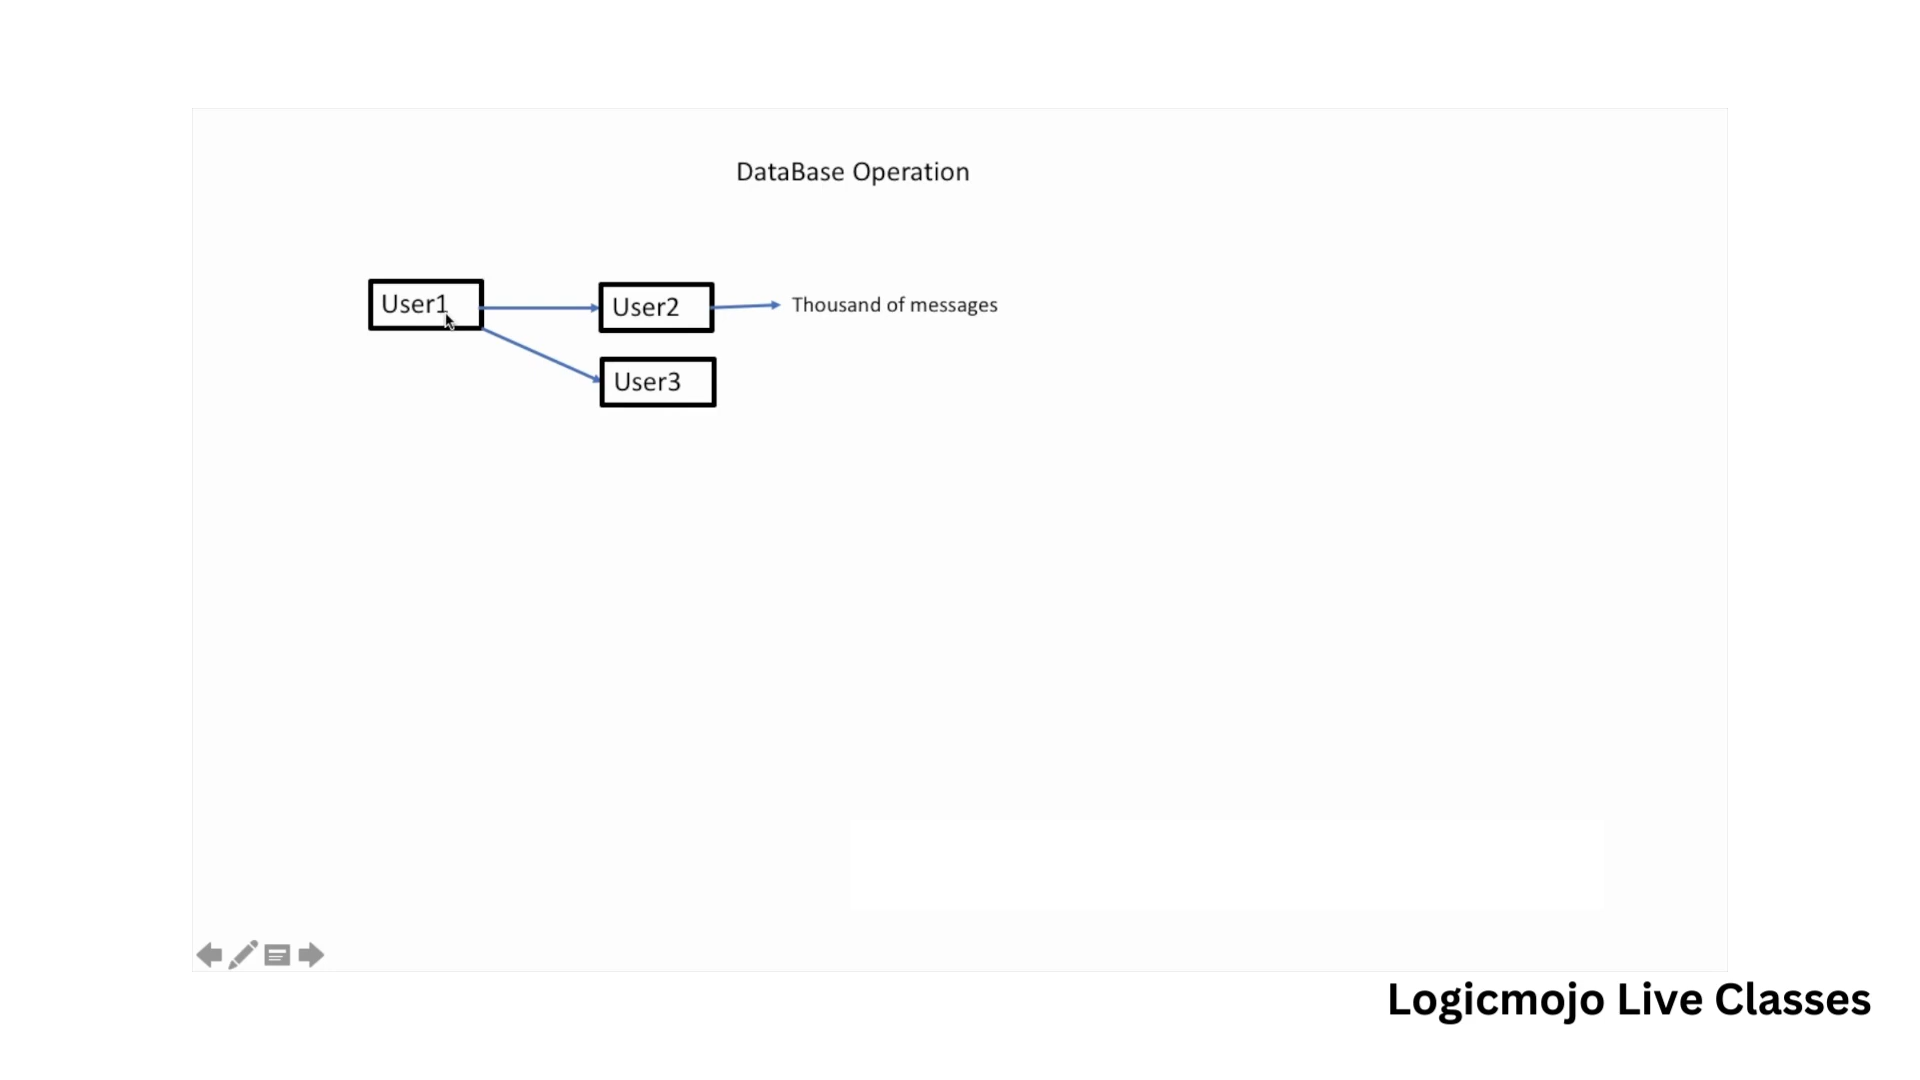 DataBase Operation
User1
User2
Thousand of messages
User3
Logicmojo Live Classes